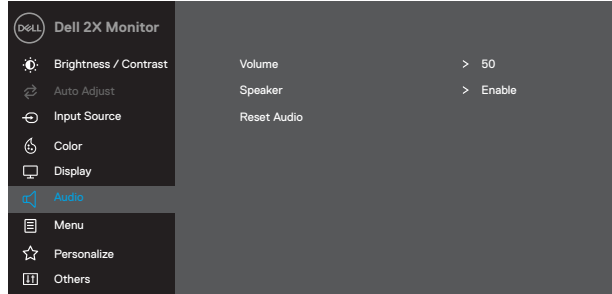 DELL Dell 2X Monitor
Brightness / Contrast
Auto Adjust
Input Source
Color
Display
Audio
Menu
Personalize
Others
Volume > 50
Speaker > Enable
Reset Audio